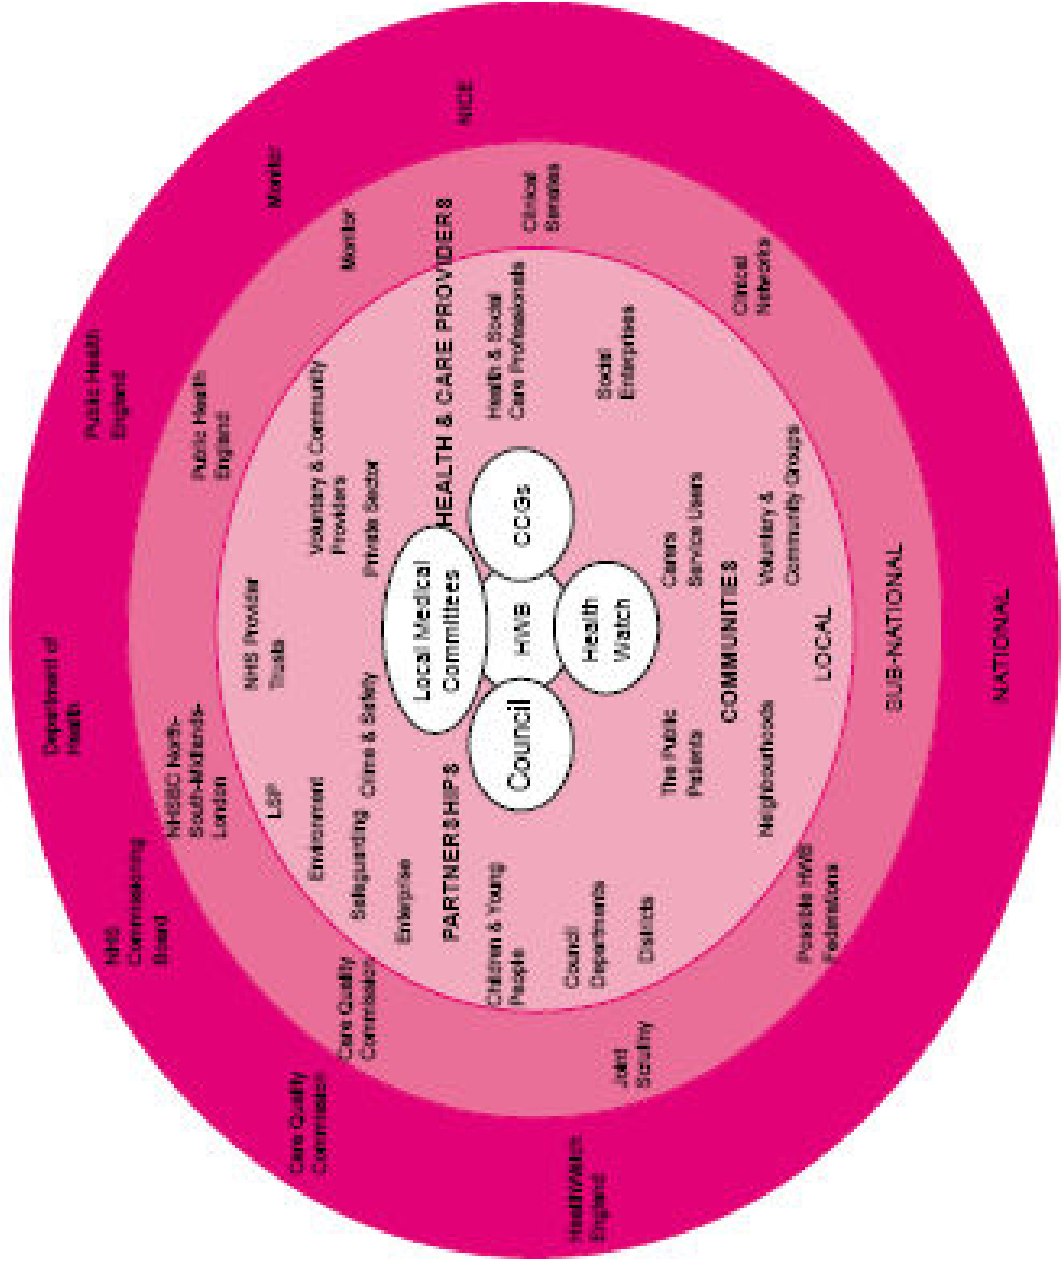 Department of
Health
NHS
Commissioning
Board
Public Health
England
NHSBC North-
South-Midlands-
London
Public Health
England
Monitor
Monitor
Care Quality
Commission
Care Quality
Commission
NHS Provider
Trusts
LSP
Environment
Voluntary & Community
Providers
Private Sector
Crime & Safety
Safeguarding
Enterprise
Local Medical
Committees
PARTNERSHIPS
HEALTH & CARE PROVIDERS
NICE
Council
HWB
CCGs
Children & Young
People
Health & Social
Care Professionals
Clinical
Senates
HealthWatch
England
Council
Departments
Health
Watch
Social
Enterprises
Joint
Scrutiny
Districts
The Public
Patients
Carers
Service Users
COMMUNITIES
Clinical
Networks
Neighbourhoods
Voluntary &
Community Groups
Possible HWB
Federations
LOCAL
SUB-NATIONAL
NATIONAL